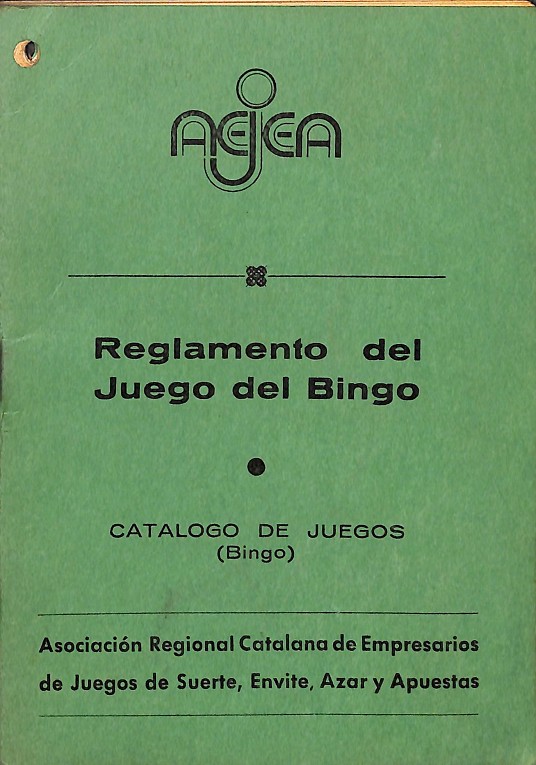 AEJEA
Reglamento del
Juego del Bingo
CATALOGO DE JUEGOS
(Bingo)
Asociación Regional Catalana de Empresarios
de Juegos de Suerte, Envite, Azar y Apuestas